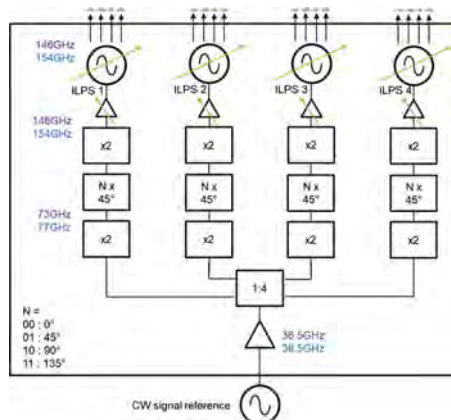 146GHz
154GHz
ILPS 1
ILPS 2
ILPS 3
ILPS 4
146GHz
154GHz
x2
x2
x2
x2
N x
45°
N x
45°
N x
45°
N x
45°
73GHz
77GHz
x2
x2
x2
x2
1:4
N =
00 : 0°
01 : 45°
10 : 90°
11 : 135°
36.5GHz
38.5GHz
CW signal reference